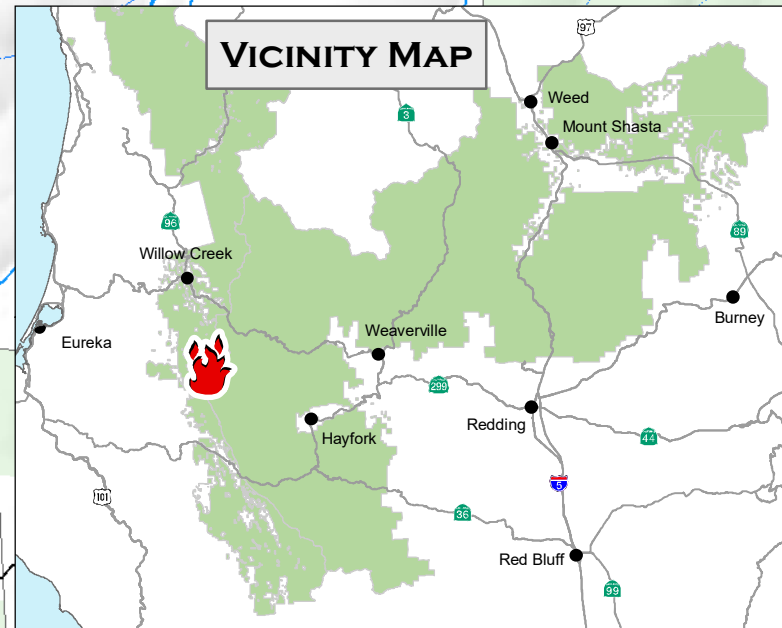 VICINITY MAP
97
Weed
3
Mount Shasta
96
89
Willow Creek
Burney
Weaverville
Eureka
299
Redding
Hayfork
44
5
101
36
Red Bluff
99